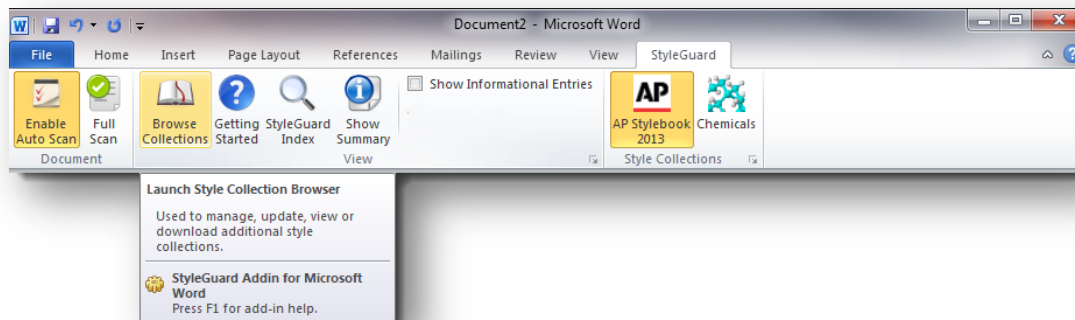 Document2 - Microsoft Word
File Home Insert Page Layout References Mailings Review View StyleGuard
Show Informational Entries
Enable Auto Scan
Full Scan
Browse Collections
Getting Started
StyleGuard Index
Show Summary
AP
AP Stylebook 2013
Chemicals
Document View Style Collections
Launch Style Collection Browser
Used to manage, update, view or
download additional style
collections.
StyleGuard Addin for Microsoft
Word
Press F1 for add-in help.